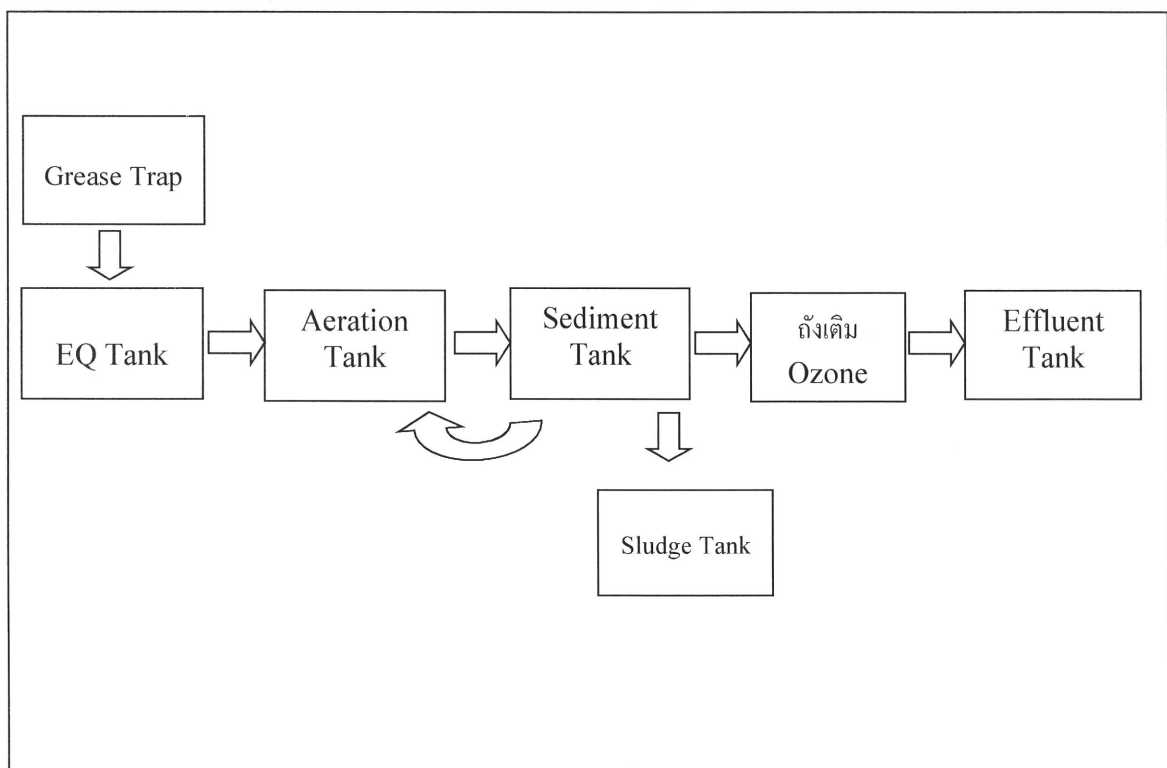 Grease Trap
EQ Tank
Aeration
Tank
Sediment
Tank
ถังเติม
Ozone
Effluent
Tank
Sludge Tank